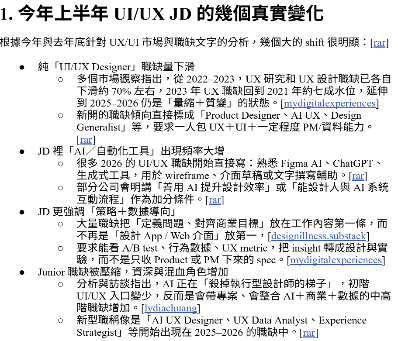 1. 今年上半年 UI/UX JD 的幾個真實變化
根據今年與去年底針對 UX/UI 市場與職缺文字的分析，幾個大的 shift 很明顯：[rar]
● 純「UI/UX Designer」職缺量下滑
○ 多個市場觀察指出，從 2022–2023，UX 研究和 UX 設計職缺已各自
下滑約 70% 左右，2023 年 UX 職缺回到 2021 年的七成水位，延伸
到 2025–2026 仍是「量縮＋質變」的狀態。[mydigitalexperiences]
○ 新開的職缺傾向直接標成「Product Designer、AI UX、Design
Generalist」等，要求一人包 UX＋UI＋一定程度 PM/資料能力。
[rar]
● JD 裡「AI／自動化工具」出現頻率大增
○ 很多 2026 的 UI/UX 職缺開始直接寫：熟悉 Figma AI、ChatGPT、
生成式工具，用於 wireframe、介面草稿或文字撰寫輔助。[rar]
○ 部分公司會明講「善用 AI 提升設計效率」或「能設計人與 AI 系統
互動流程」作為加分條件。[rar]
● JD 更強調「策略＋數據導向」
○ 大量職缺把「定義問題、對齊商業目標」放在工作內容第一條，而
不再是「設計 App / Web 介面」放第一，[designillness.substack]
○ 要求能看 A/B test、行為數據、UX metric，把 insight 轉成設計與實
驗，而不是只收 Product 或 PM 下來的 spec。[mydigitalexperiences]
● Junior 職缺被壓縮，資深與混血角色增加
○ 分析與訪談指出，AI 正在「殺掉執行型設計師的梯子」，初階
UI/UX 入口變少，反而是會帶專案、會整合 AI＋商業＋數據的中高
階職缺增加。[lydiachuang]
○ 新型職稱像是「AI UX Designer、UX Data Analyst、Experience
Strategist」等開始出現在 2025–2026 的職缺中。[rar]